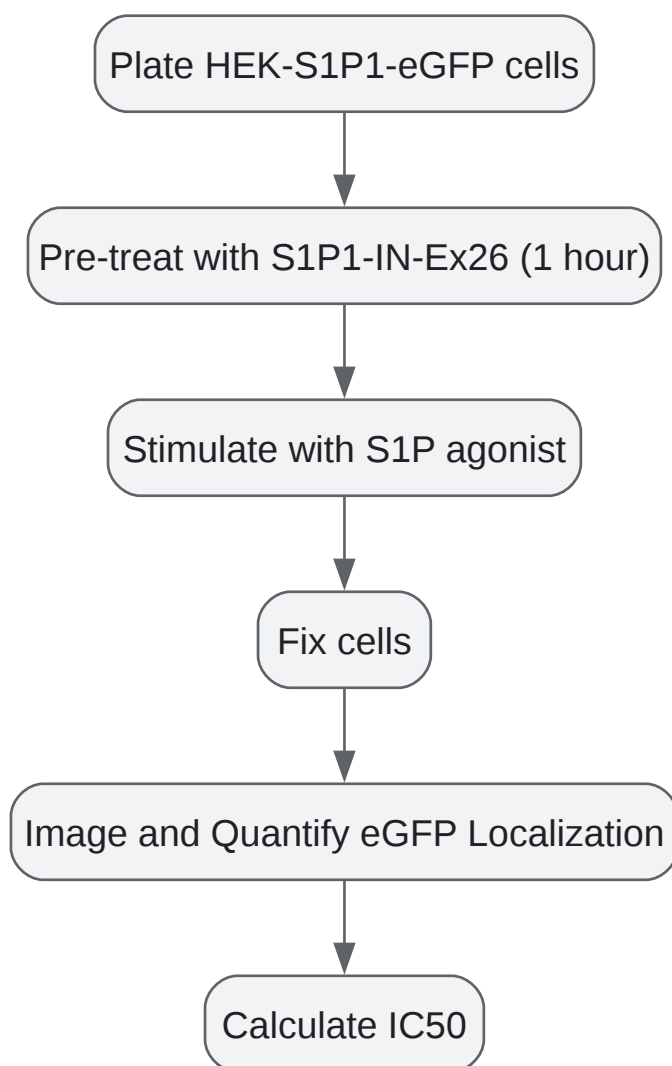 Plate HEK-S1P1-eGFP cells
Pre-treat with S1P1-IN-Ex26 (1 hour)
Stimulate with S1P agonist
Fix cells
Image and Quantify eGFP Localization
Calculate IC50